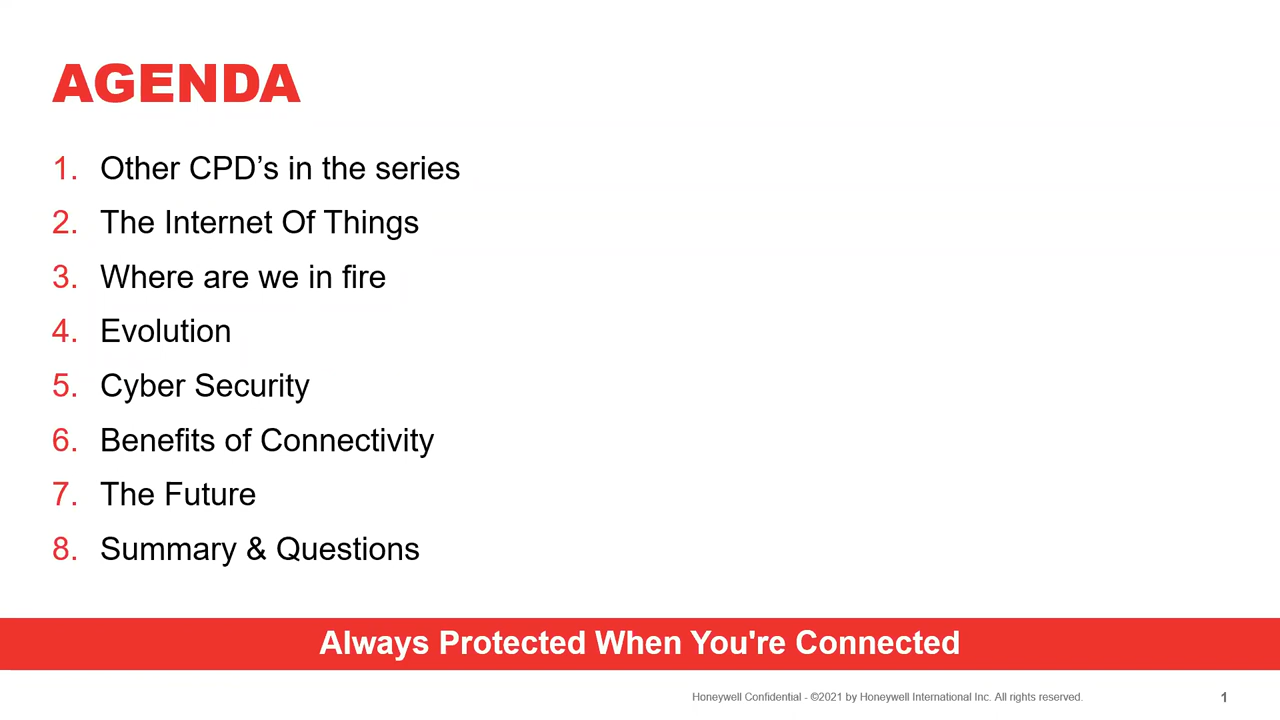 AGENDA
1. Other CPD’s in the series
2. The Internet Of Things
3. Where are we in fire
4. Evolution
5. Cyber Security
6. Benefits of Connectivity
7. The Future
8. Summary & Questions
Always Protected When You're Connected
Honeywell Confidential - ©2021 by Honeywell International Inc. All rights reserved. 1